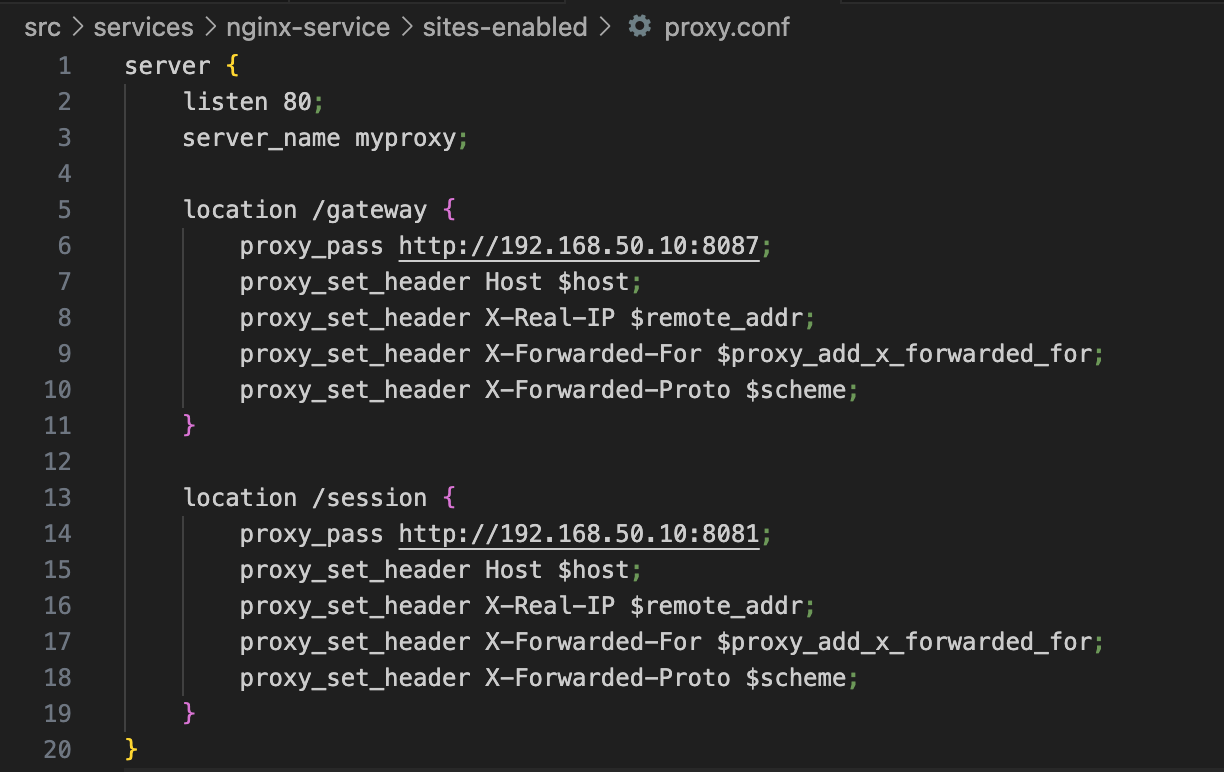 src > services > nginx-service > sites-enabled > proxy.conf
1 server {
2 listen 80;
3 server_name myproxy;
4
5 location /gateway {
6 proxy_pass http://192.168.50.10:8087;
7 proxy_set_header Host $host;
8 proxy_set_header X-Real-IP $remote_addr;
9 proxy_set_header X-Forwarded-For $proxy_add_x_forwarded_for;
10 proxy_set_header X-Forwarded-Proto $scheme;
11 }
12
13 location /session {
14 proxy_pass http://192.168.50.10:8081;
15 proxy_set_header Host $host;
16 proxy_set_header X-Real-IP $remote_addr;
17 proxy_set_header X-Forwarded-For $proxy_add_x_forwarded_for;
18 proxy_set_header X-Forwarded-Proto $scheme;
19 }
20 }